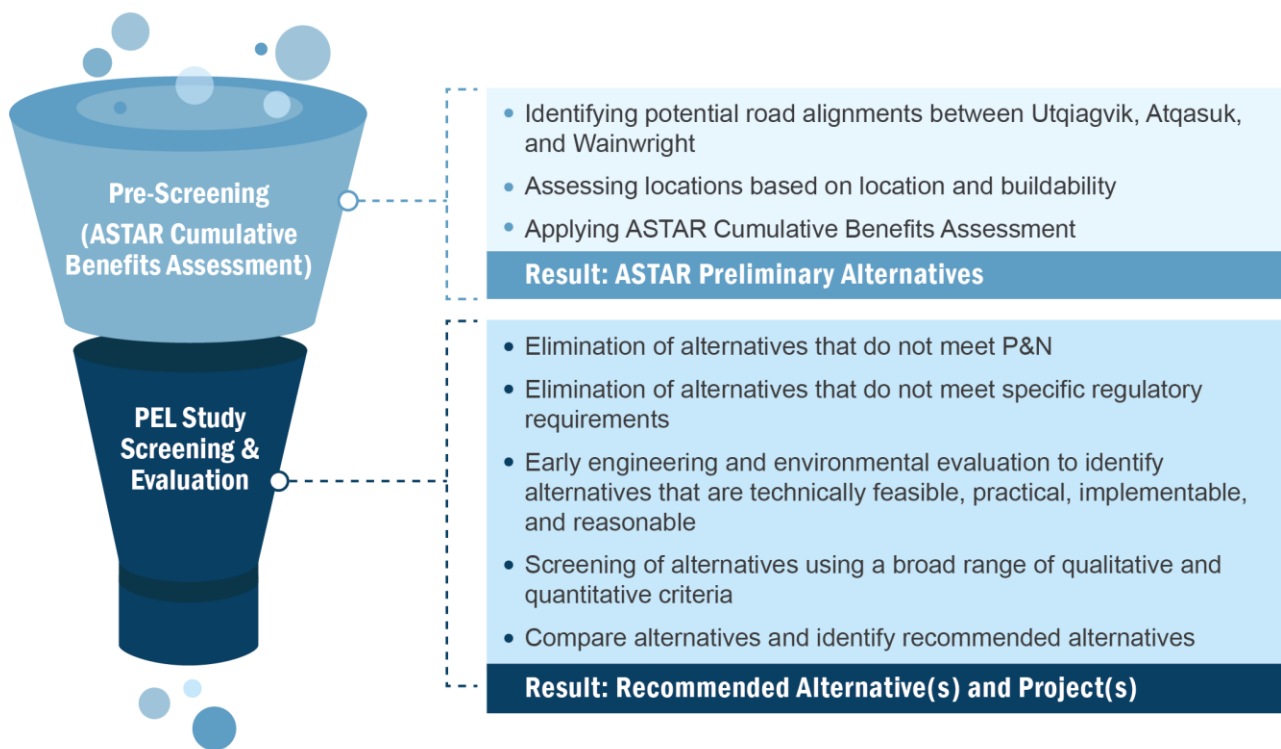 Pre-Screening
(ASTAR Cumulative
Benefits Assessment)
• Identifying potential road alignments between Utqiagvik, Atqasuk,
and Wainwright
• Assessing locations based on location and buildability
• Applying ASTAR Cumulative Benefits Assessment
Result: ASTAR Preliminary Alternatives
PEL Study
Screening &
Evaluation
• Elimination of alternatives that do not meet P&N
• Elimination of alternatives that do not meet specific regulatory
requirements
• Early engineering and environmental evaluation to identify
alternatives that are technically feasible, practical, implementable,
and reasonable
• Screening of alternatives using a broad range of qualitative and
quantitative criteria
• Compare alternatives and identify recommended alternatives
Result: Recommended Alternative(s) and Project(s)